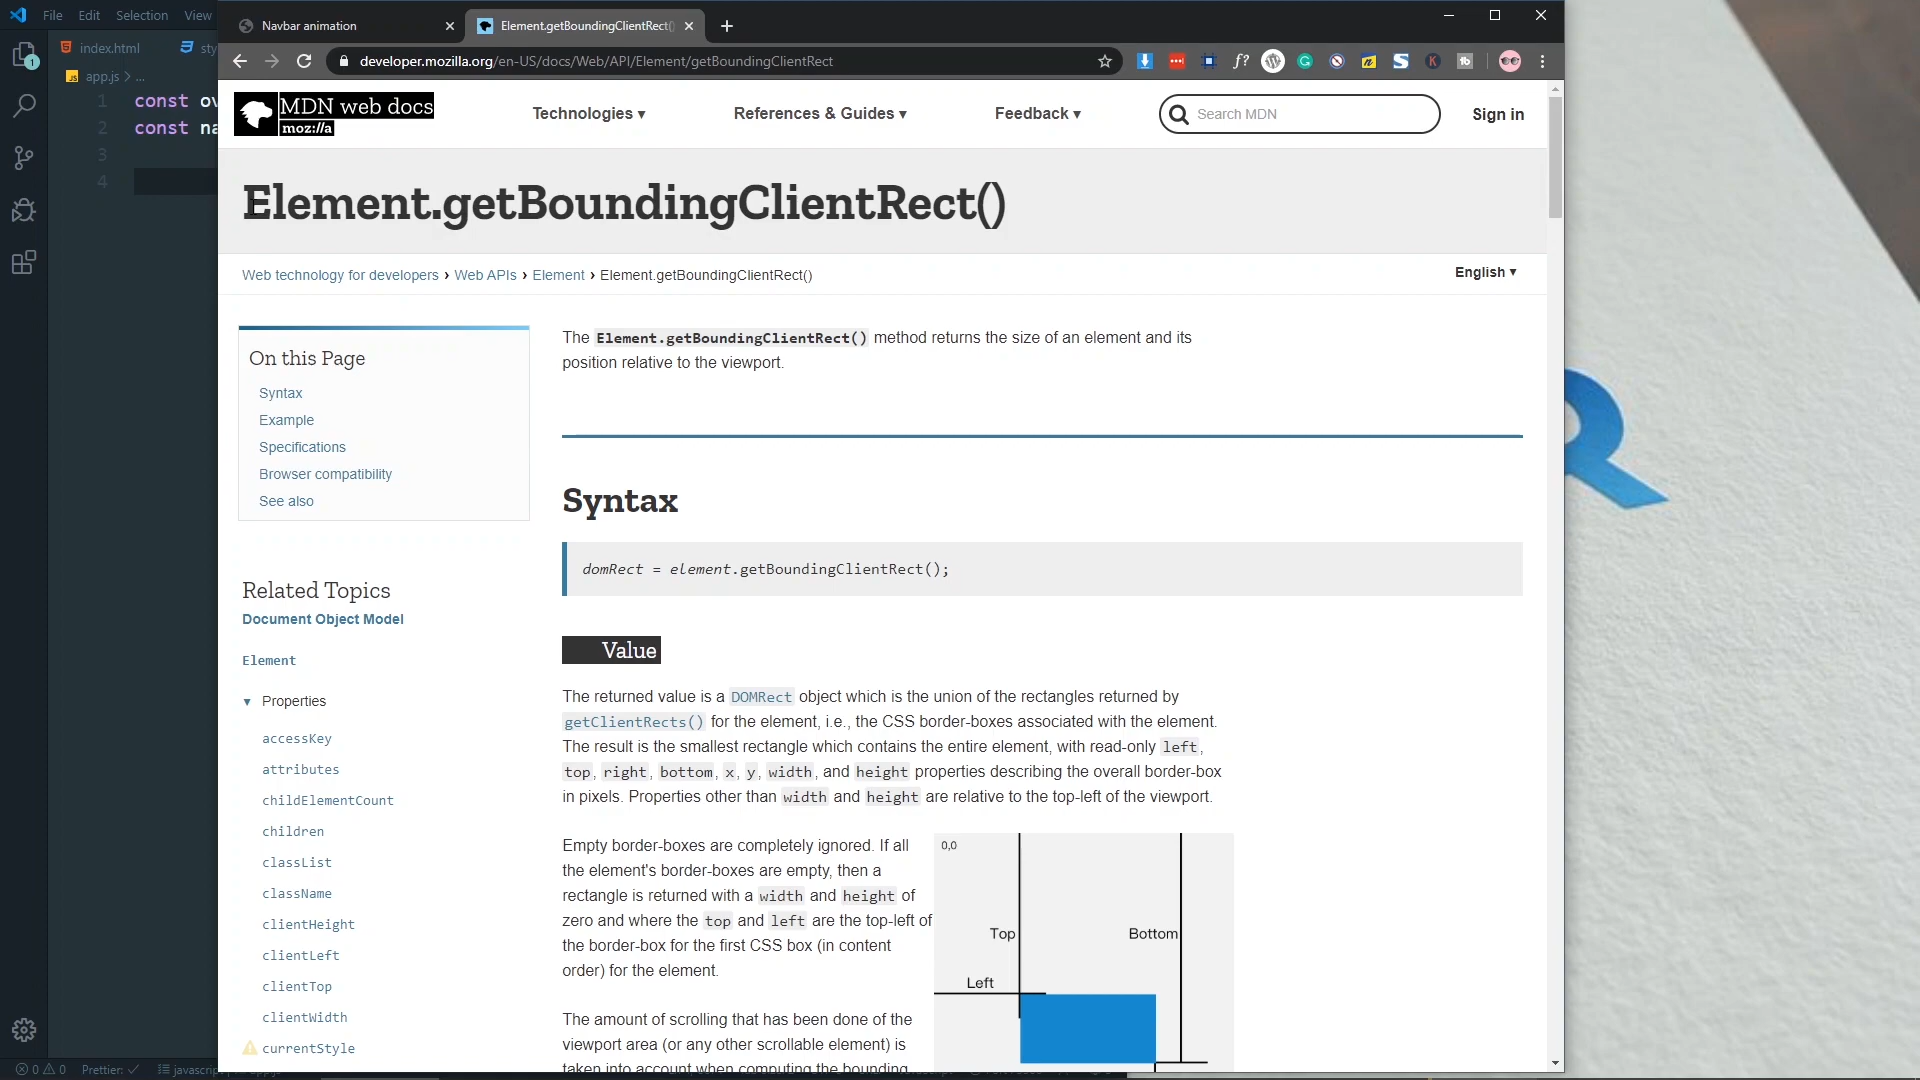 File Edit Selection View
Navbar animation
Element.getBoundingClientRect()
index.html
developer.mozilla.org/en-US/docs/Web/API/Element/getBoundingClientRect
app.js > ...
1 const
2 const
3
4
MDN web docs
moz://a
Technologies ▾
References & Guides ▾
Feedback ▾
Search MDN
Sign in
Element.getBoundingClientRect()
Web technology for developers › Web APIs › Element › Element.getBoundingClientRect()
English ▾
On this Page
Syntax
Example
Specifications
Browser compatibility
See also
Related Topics
Document Object Model
Element
Properties
accessKey
attributes
childElementCount
children
classList
className
clientHeight
clientLeft
clientTop
clientWidth
currentStyle
The Element.getBoundingClientRect() method returns the size of an element and its
position relative to the viewport.
Syntax
domRect = element.getBoundingClientRect();
Value
The returned value is a DOMRect object which is the union of the rectangles returned by
getClientRects() for the element, i.e., the CSS border-boxes associated with the element.
The result is the smallest rectangle which contains the entire element, with read-only left,
top, right, bottom, x, y, width, and height properties describing the overall border-box
in pixels. Properties other than width and height are relative to the top-left of the viewport.
Empty border-boxes are completely ignored. If all
the element's border-boxes are empty, then a
rectangle is returned with a width and height of
zero and where the top and left are the top-left of
the border-box for the first CSS box (in content
order) for the element.
The amount of scrolling that has been done of the
viewport area (or any other scrollable element) is
taken into account when computing the bounding
0,0
Top
Bottom
Left
0 0 Prettier: ✓